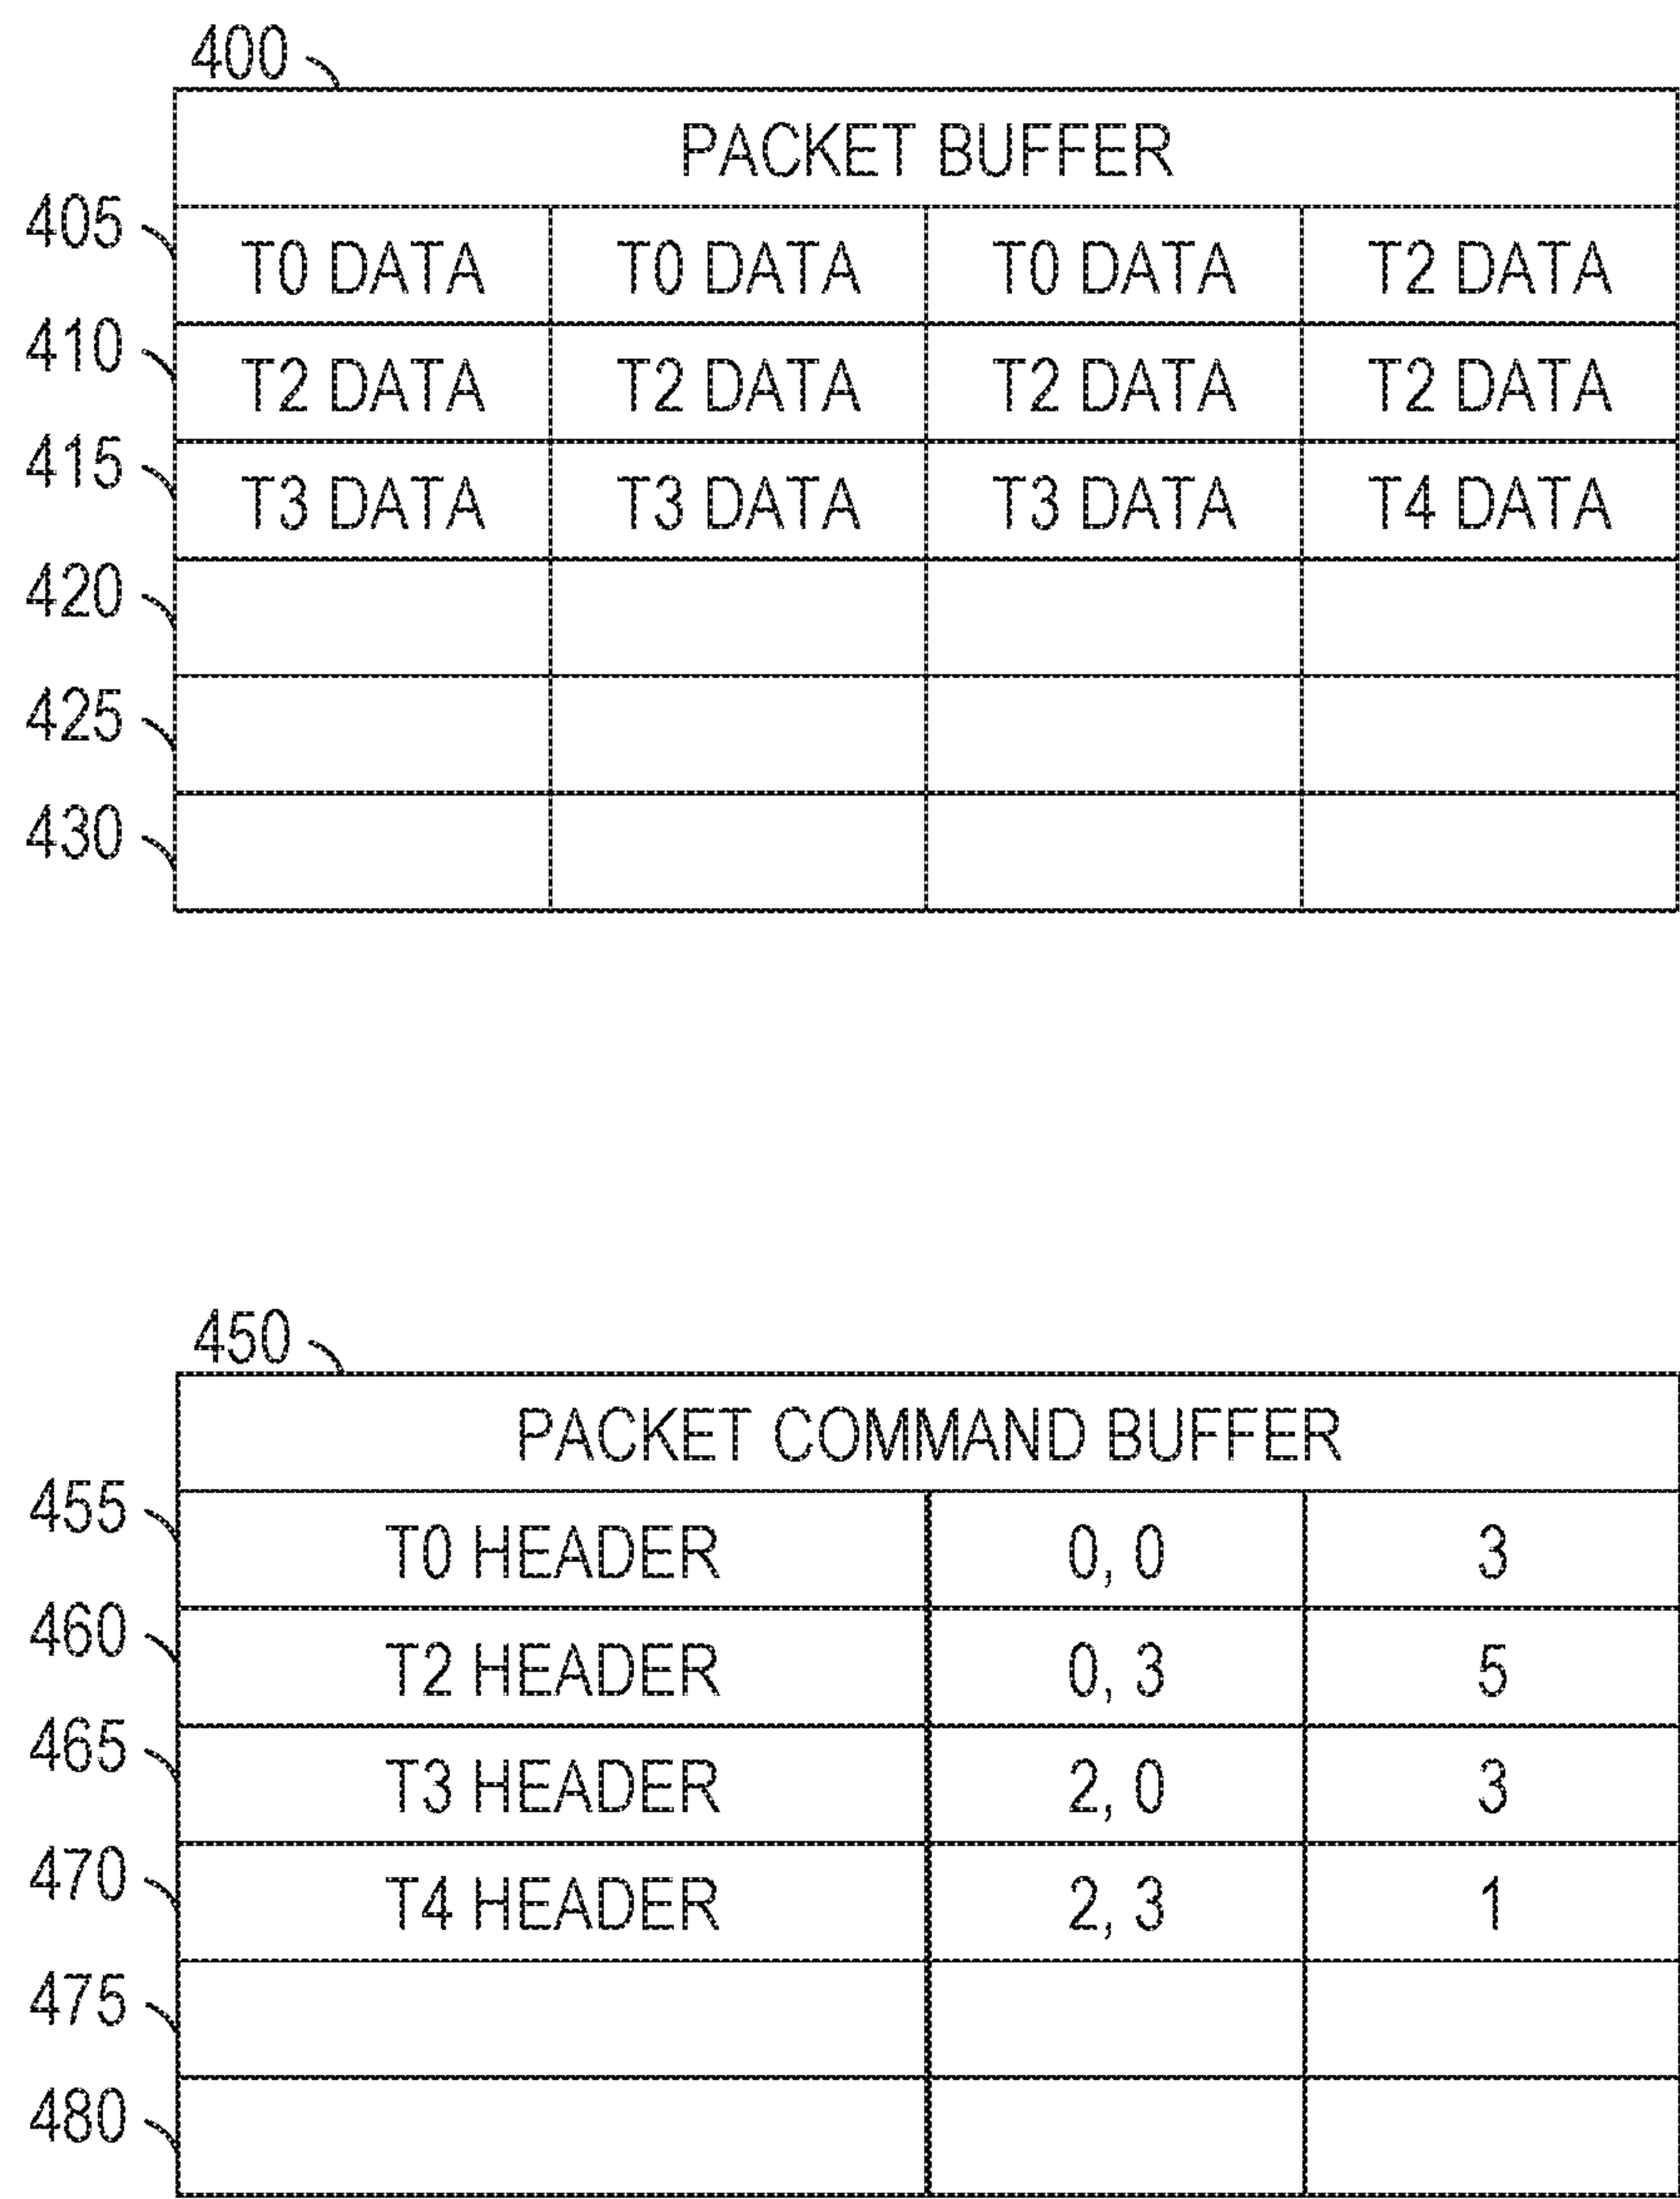 400
PACKET BUFFER
405 T0 DATA T0 DATA T0 DATA T2 DATA
410 T2 DATA T2 DATA T2 DATA T2 DATA
415 T3 DATA T3 DATA T3 DATA T4 DATA
420
425
430
450
PACKET COMMAND BUFFER
455 T0 HEADER 0, 0 3
460 T2 HEADER 0, 3 5
465 T3 HEADER 2, 0 3
470 T4 HEADER 2, 3 1
475
480